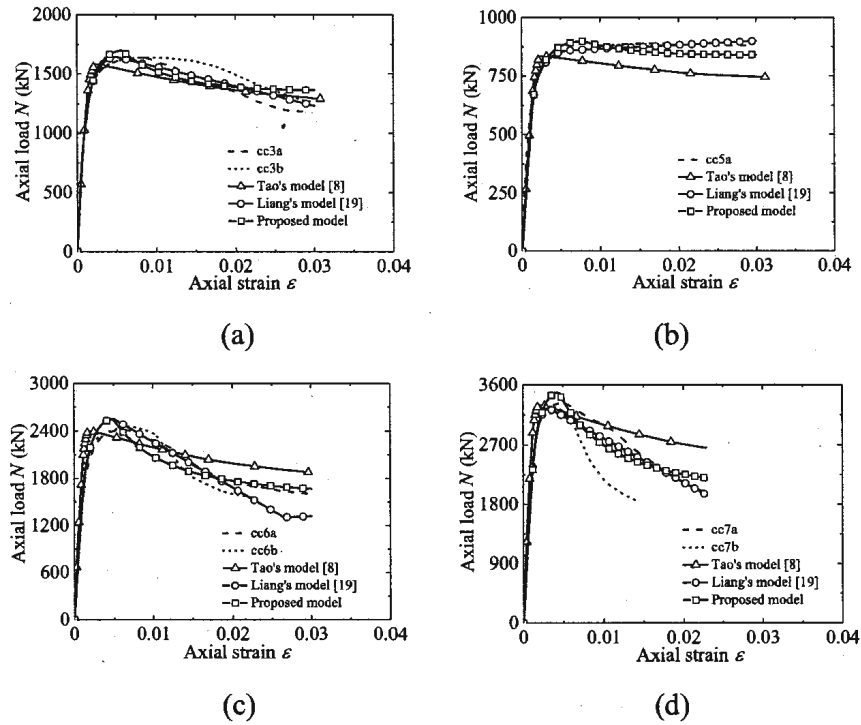 2000
1500
1000
500
0
Axial load N (kN)
cc3a
cc3b
Tao's model [8]
Liang's model [19]
Proposed model
0 0.01 0.02 0.03 0.04
Axial strain ε
(a)
1000
750
500
250
0
Axial load N (kN)
cc5a
Tao's model [8]
Liang's model [19]
Proposed model
0 0.01 0.02 0.03 0.04
Axial strain ε
(b)
3000
2400
1800
1200
600
0
Axial load N (kN)
cc6a
cc6b
Tao's model [8]
Liang's model [19]
Proposed model
0 0.01 0.02 0.03 0.04
Axial strain ε
(c)
3600
2700
1800
900
0
Axial load N (kN)
cc7a
cc7b
Tao's model [8]
Liang's model [19]
Proposed model
0 0.01 0.02 0.03 0.04
Axial strain ε
(d)